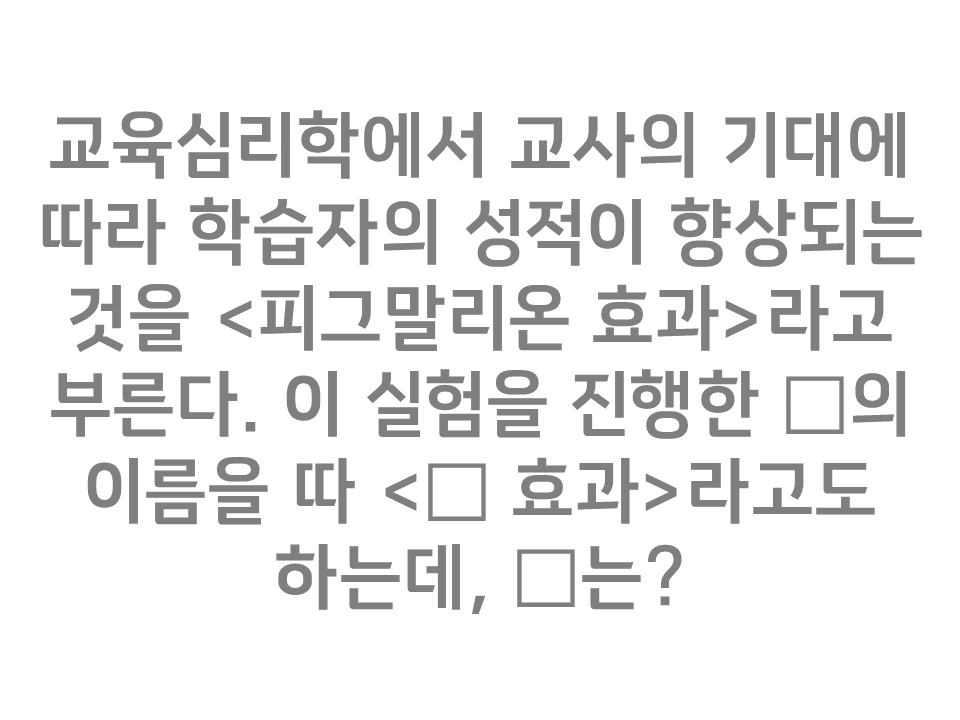 교육심리학에서 교사의 기대에
따라 학습자의 성적이 향상되는
것을 <피그말리온 효과>라고
부른다. 이 실험을 진행한 □의
이름을 따 <□ 효과>라고도
하는데, □는?